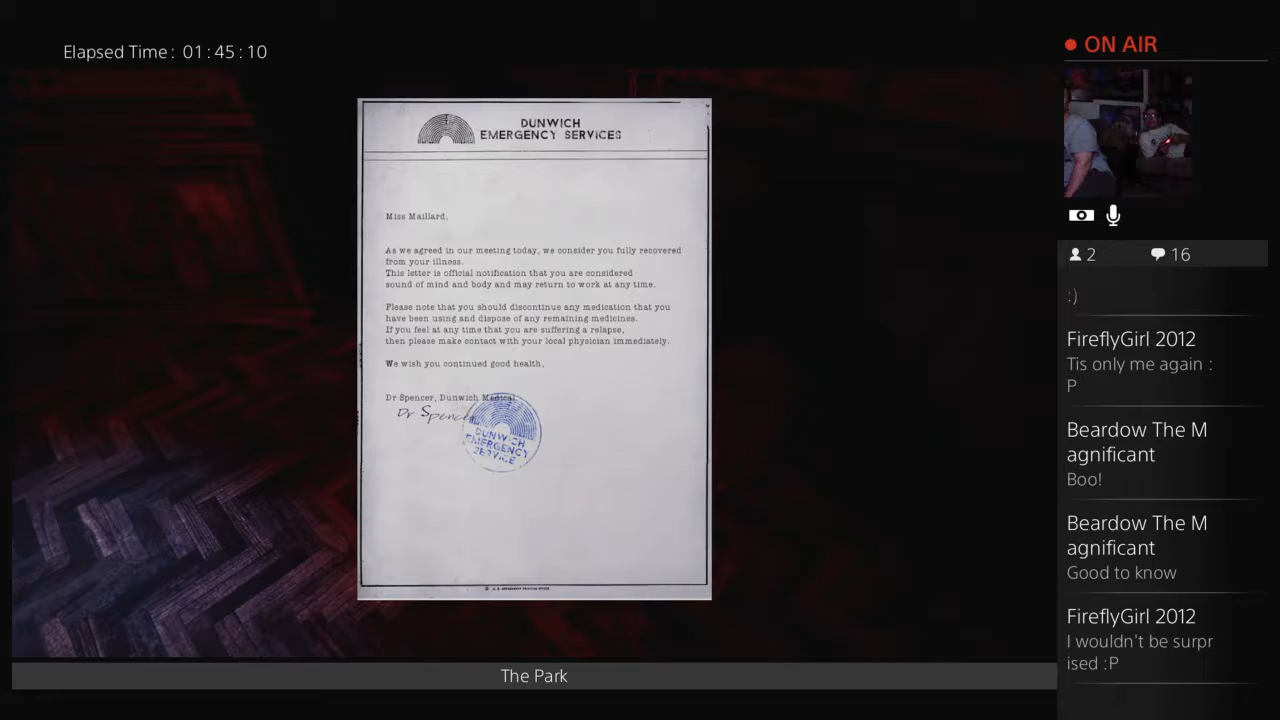 Elapsed Time: 01:45:10
ON AIR
DUNWICH
EMERGENCY SERVICES
Miss Maillard,
As we agreed in our meeting today, we consider you fully recovered
from your illness.
This letter is official notification that you are considered
sound of mind and body and may return to work at any time.
Please note that you should discontinue any medication that you
have been using and dispose of any remaining medicines.
If you feel at any time that you are suffering a relapse,
then please make contact with your local physician immediately.
We wish you continued good health,
Dr Spencer, Dunwich Medical
Dr Spencer
DUNWICH
EMERGENCY
SERVICE
The Park
2
16
:)
FireflyGirl 2012
Tis only me again :
P
Beardow The M
agnificant
Boo!
Beardow The M
agnificant
Good to know
FireflyGirl 2012
I wouldn't be surpr
ised :P